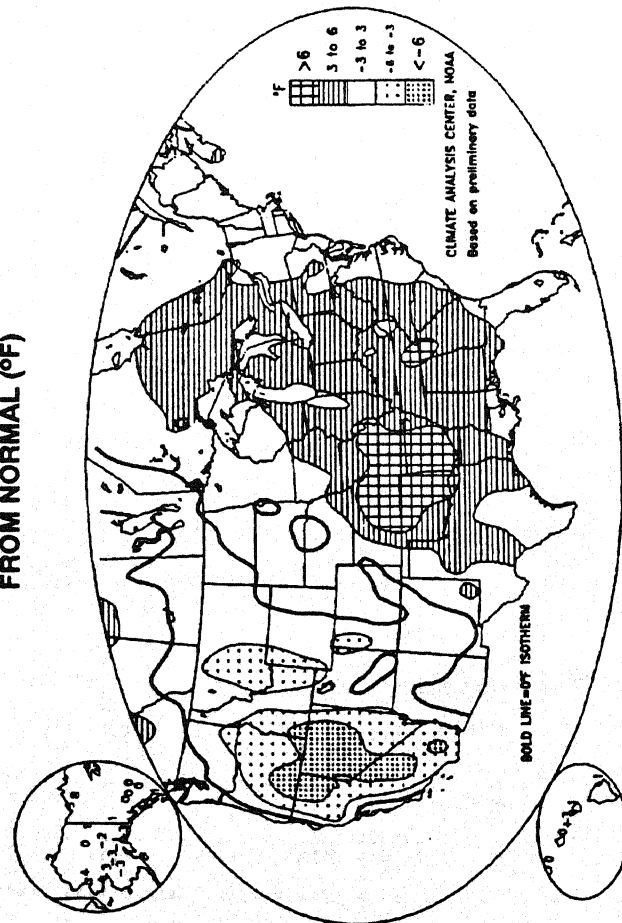 FROM NORMAL (°F)
°F
>6
3 to 6
-3 to 3
-6 to -3
<-6
CLIMATE ANALYSIS CENTER, NOAA
Based on preliminary data
BOLD LINE=0°F ISOTHERM